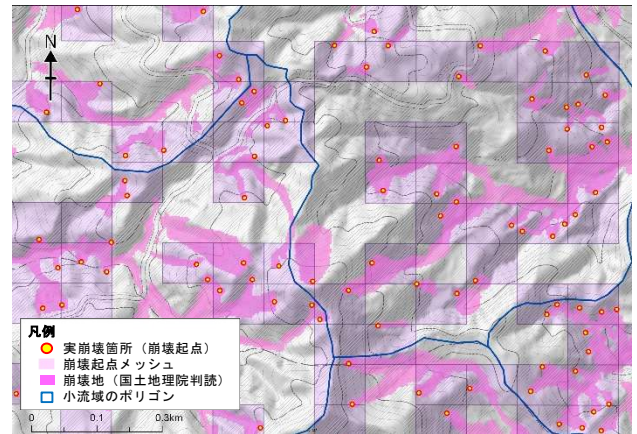 N
凡例
実崩壊箇所（崩壊起点）
崩壊起点メッシュ
崩壊地（国土地理院判読）
小流域のポリゴン
0 0.1 0.3km